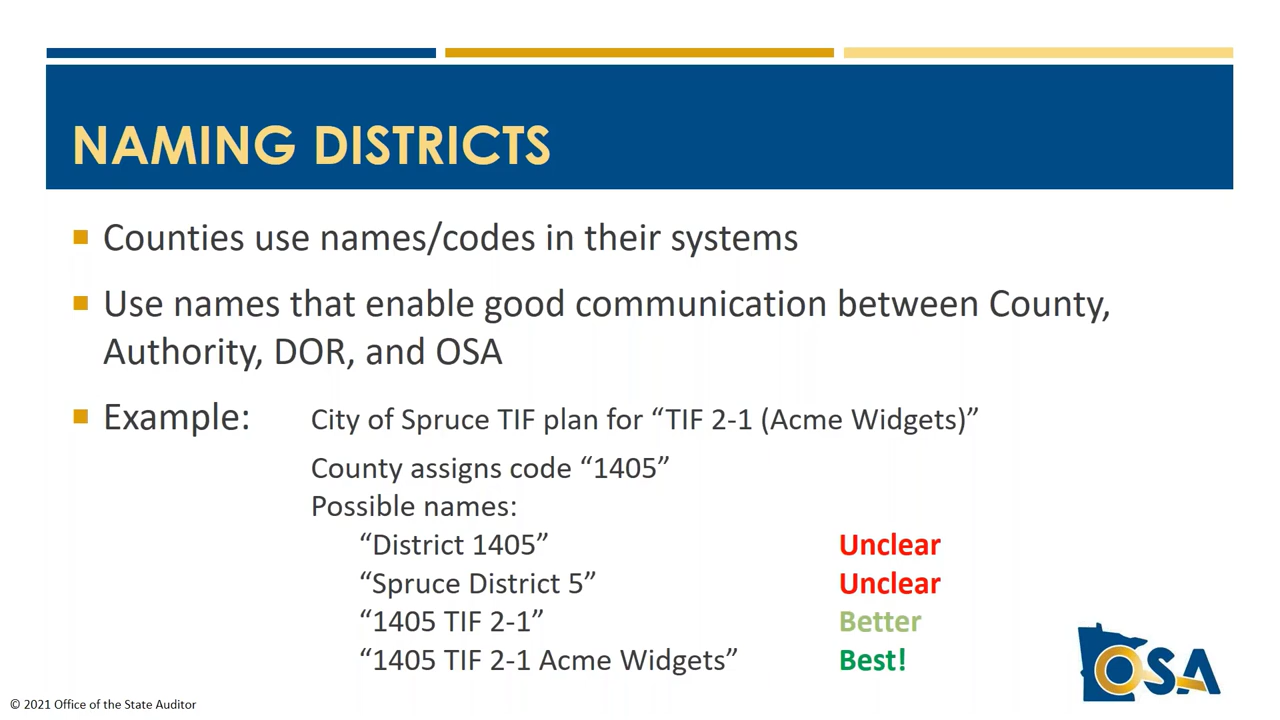 NAMING DISTRICTS
Counties use names/codes in their systems
Use names that enable good communication between County,
Authority, DOR, and OSA
Example: City of Spruce TIF plan for “TIF 2-1 (Acme Widgets)”
County assigns code “1405”
Possible names:
“District 1405” Unclear
“Spruce District 5” Unclear
“1405 TIF 2-1” Better
“1405 TIF 2-1 Acme Widgets” Best!
OSA
© 2021 Office of the State Auditor